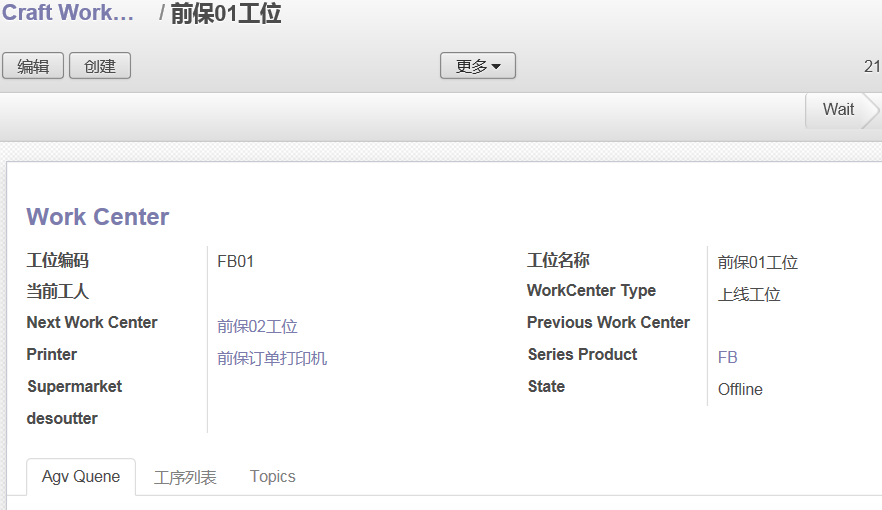 Craft Work... / 前保01工位
编辑 创建 更多 21
Wait
Work Center
工位编码 FB01 工位名称 前保01工位
当前工人 WorkCenter Type 上线工位
Next Work Center 前保02工位 Previous Work Center
Printer 前保订单打印机 Series Product FB
Supermarket State Offline
desoutter
Agv Quene 工序列表 Topics